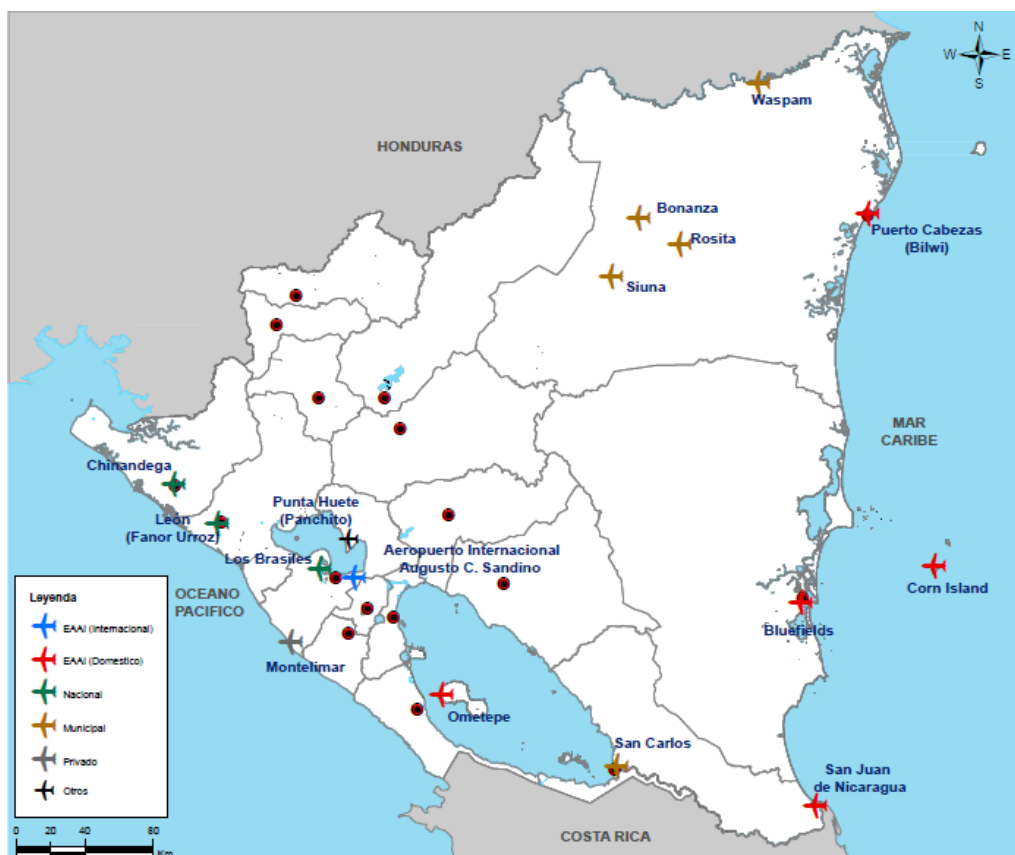 N
W E
S
Waspam
HONDURAS
Bonanza
Rosita
Puerto Cabezas
(Bilwi)
Siuna
MAR
CARIBE
Chinandega
Punta Huete
(Panchito)
León
(Fanor Urroz)
Los Brasiles
Aeropuerto Internacional
Augusto C. Sandino
OCEANO
PACIFICO
Corn Island
Bluefields
Montelimar
Ometepe
San Carlos
San Juan
de Nicaragua
COSTA RICA
Leyenda
EAAI (Internacional)
EAAI (Domestico)
Nacional
Municipal
Privado
Otros
0 20 40 80
Km